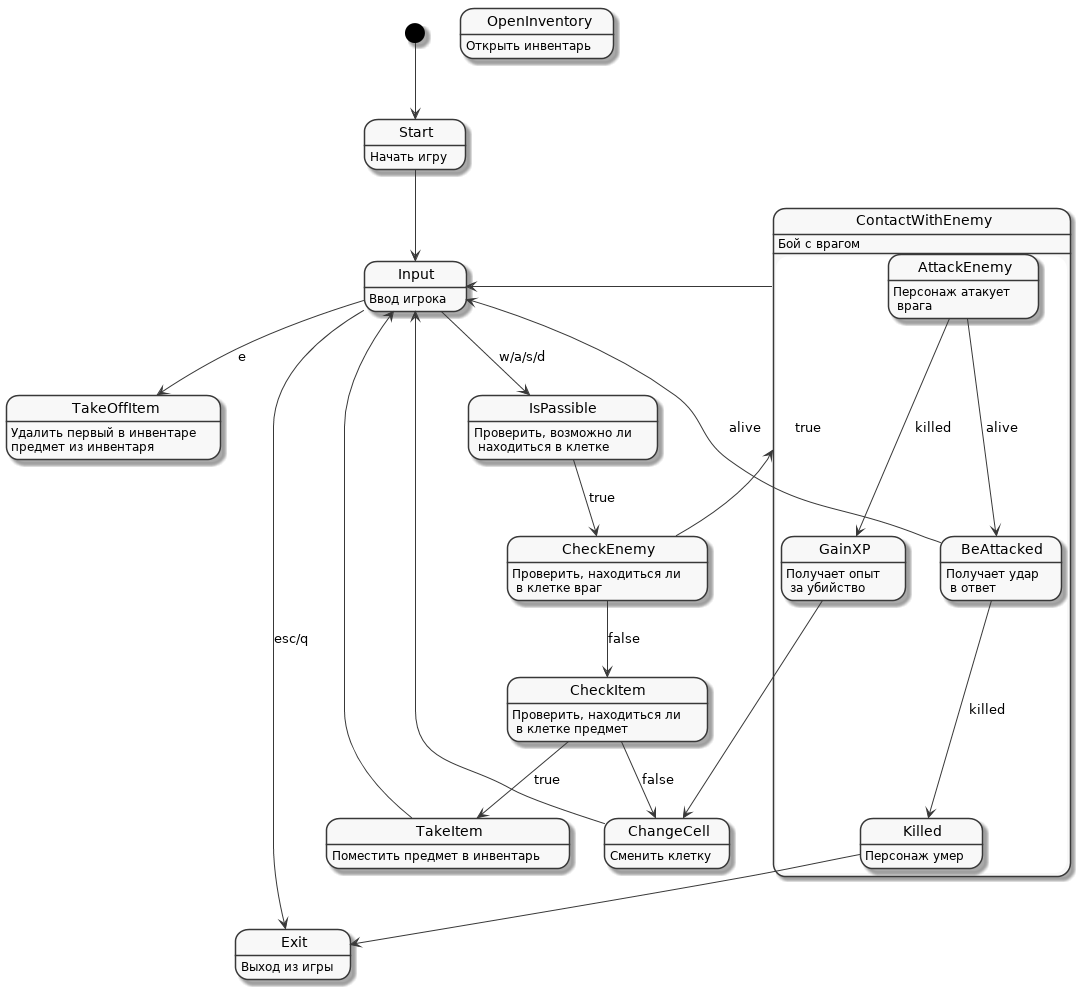 OpenInventory
Открыть инвентарь
Start
Начать игру
ContactWithEnemy
Бой с врагом
AttackEnemy
Персонаж атакует
врага
Input
Ввод игрока
e
w/a/s/d
TakeOffItem
Удалить первый в инвентаре
предмет из инвентаря
IsPassible
Проверить, возможно ли
находиться в клетке
alive
true
killed
alive
true
CheckEnemy
Проверить, находиться ли
в клетке враг
GainXP
Получает опыт
за убийство
BeAttacked
Получает удар
в ответ
esc/q
false
CheckItem
Проверить, находиться ли
в клетке предмет
killed
true
false
TakeItem
Поместить предмет в инвентарь
ChangeCell
Сменить клетку
Killed
Персонаж умер
Exit
Выход из игры